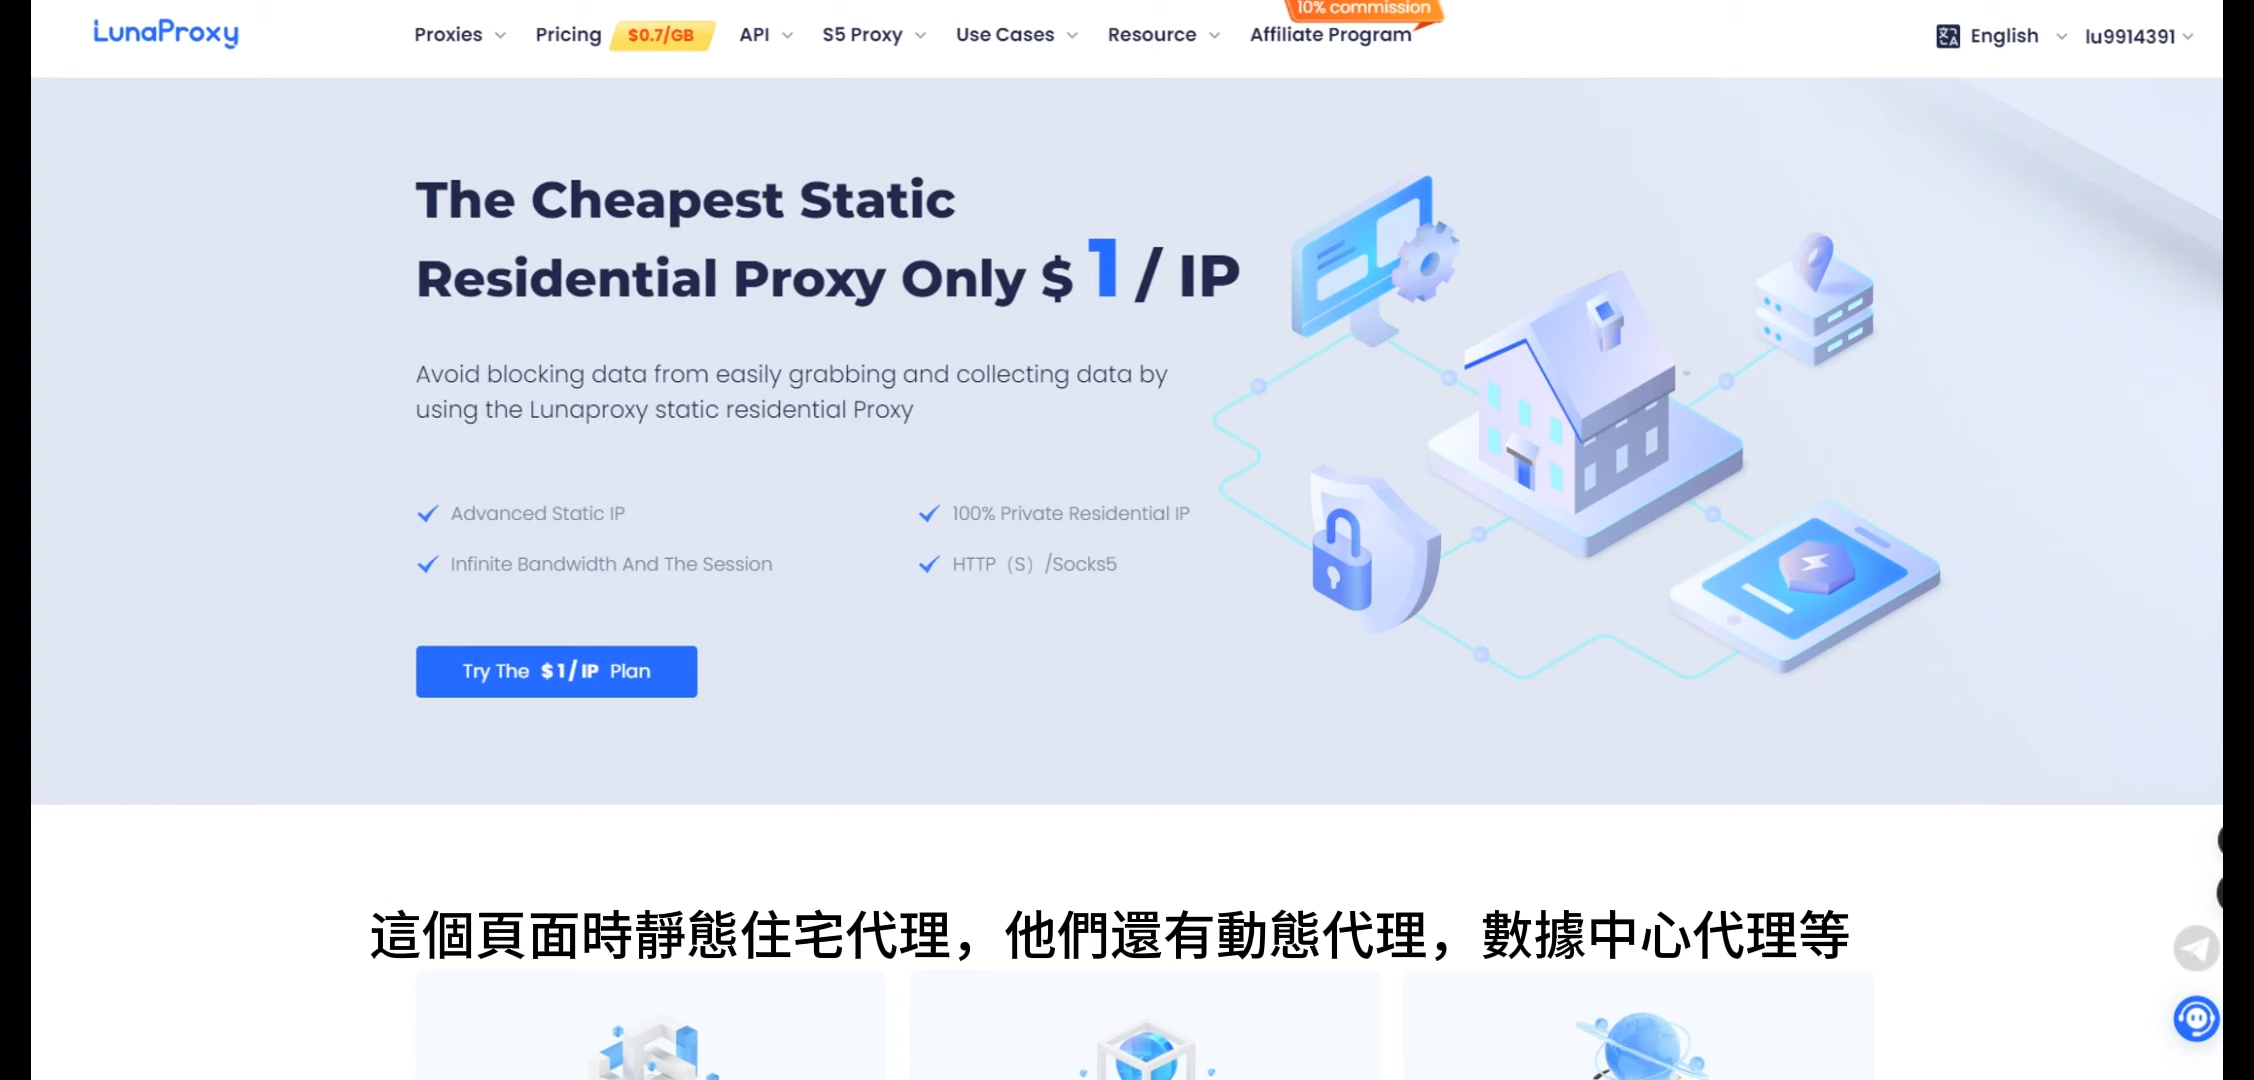 10% commission
LunaProxy
Proxies
Pricing
$0.7/GB
API
S5 Proxy
Use Cases
Resource
Affiliate Program
English
lu9914391
The Cheapest Static
Residential Proxy Only $ 1 / IP
Avoid blocking data from easily grabbing and collecting data by
using the Lunaproxy static residential Proxy
Advanced Static IP
100% Private Residential IP
Infinite Bandwidth And The Session
HTTP（S）/Socks5
Try The $1/IP Plan
這個頁面時靜態住宅代理，他們還有動態代理，數據中心代理等